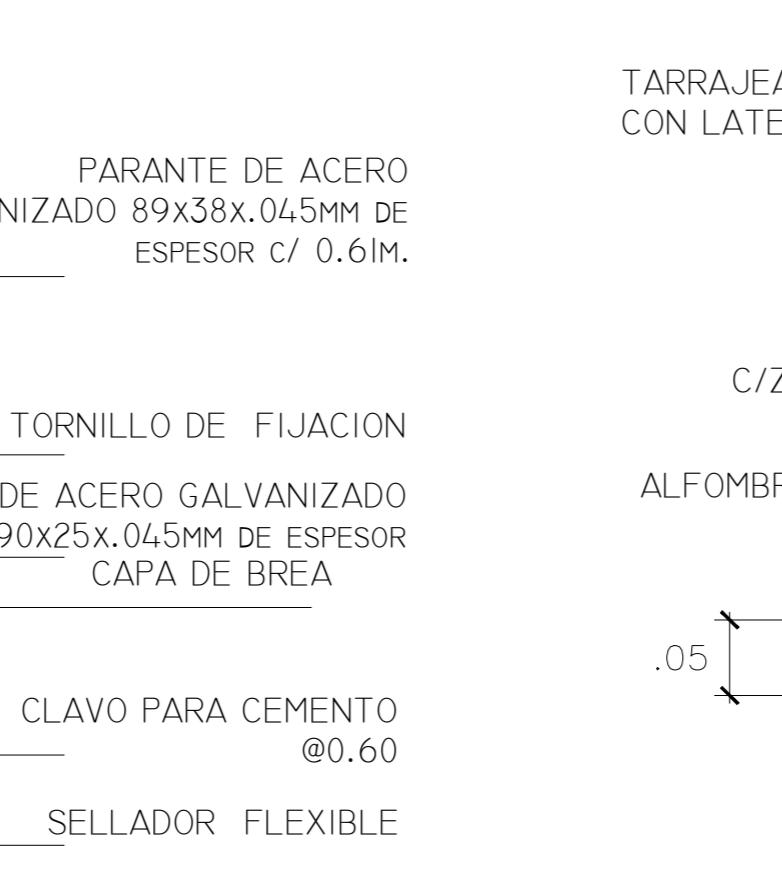 PARANTE DE ACERO
NIZADO 89X38X.045MM DE
ESPESOR C/ 0.61M.
TORNILLO DE FIJACION
DE ACERO GALVANIZADO
90X25X.045MM DE ESPESOR
CAPA DE BREA
CLAVO PARA CEMENTO
@0.60
SELLADOR FLEXIBLE
TARRAJEA
CON LATE
C/Z
ALFOMBR
.05